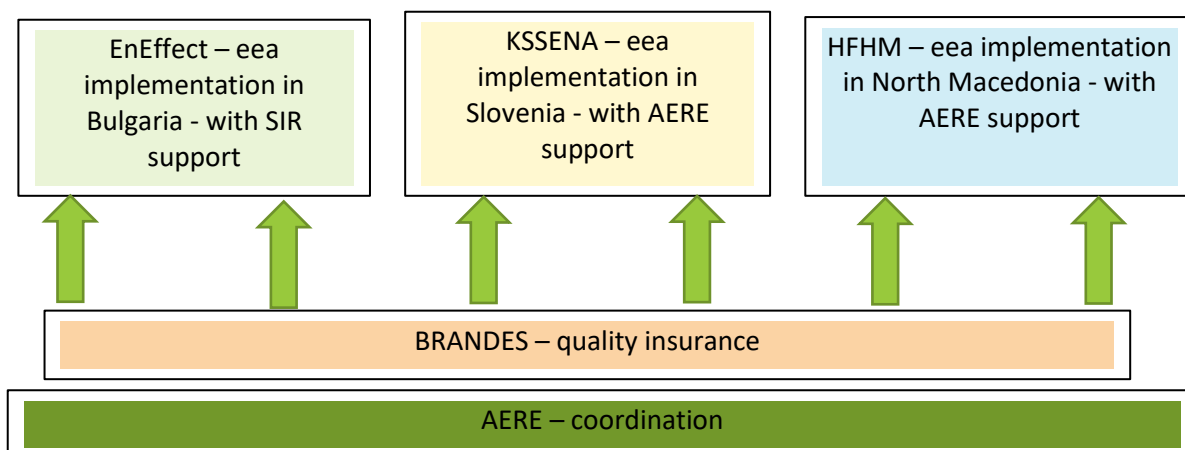 EnEffect – eea
implementation in
Bulgaria - with SIR
support
KSSENA – eea
implementation in
Slovenia - with AERE
support
HFHM – eea implementation
in North Macedonia - with
AERE support
BRANDES – quality insurance
AERE – coordination